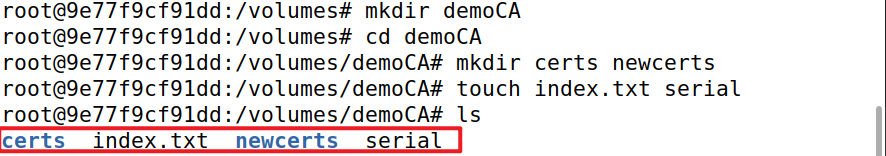 root@9e77f9cf91dd:/volumes# mkdir demoCA
root@9e77f9cf91dd:/volumes# cd demoCA
root@9e77f9cf91dd:/volumes/demoCA# mkdir certs newcerts
root@9e77f9cf91dd:/volumes/demoCA# touch index.txt serial
root@9e77f9cf91dd:/volumes/demoCA# ls
certs  index.txt  newcerts  serial